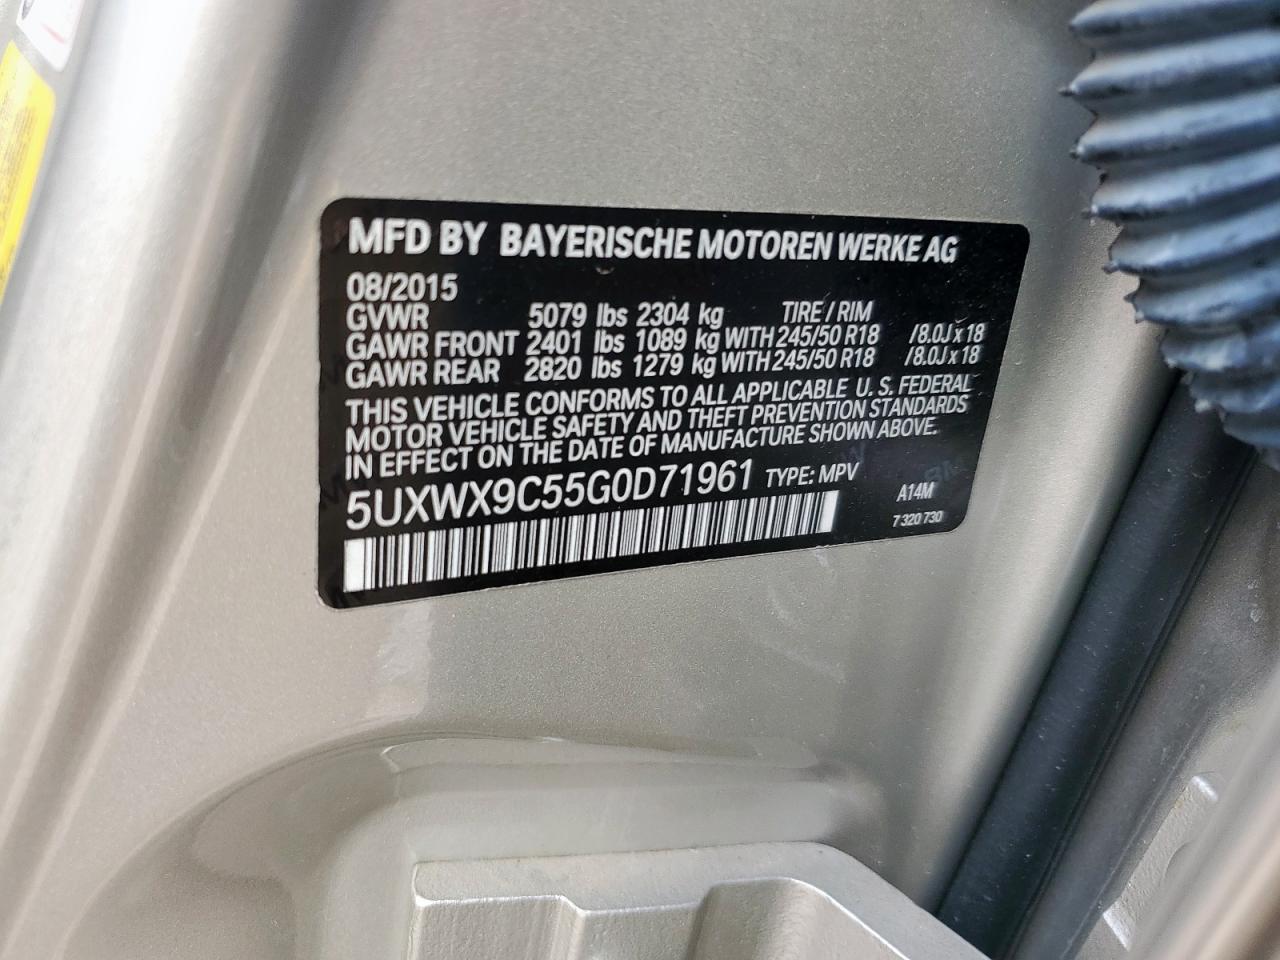 MFD BY BAYERISCHE MOTOREN WERKE AG
08/2015
GVWR 5079 lbs 2304 kg TIRE / RIM
GAWR FRONT 2401 lbs 1089 kg WITH 245/50 R18 /8.0J x 18
GAWR REAR 2820 lbs 1279 kg WITH 245/50 R18 /8.0J x 18
THIS VEHICLE CONFORMS TO ALL APPLICABLE U. S. FEDERAL
MOTOR VEHICLE SAFETY AND THEFT PREVENTION STANDARDS
IN EFFECT ON THE DATE OF MANUFACTURE SHOWN ABOVE.
5UXWX9C55G0D71961 TYPE: MPV
A14M
7 320 730